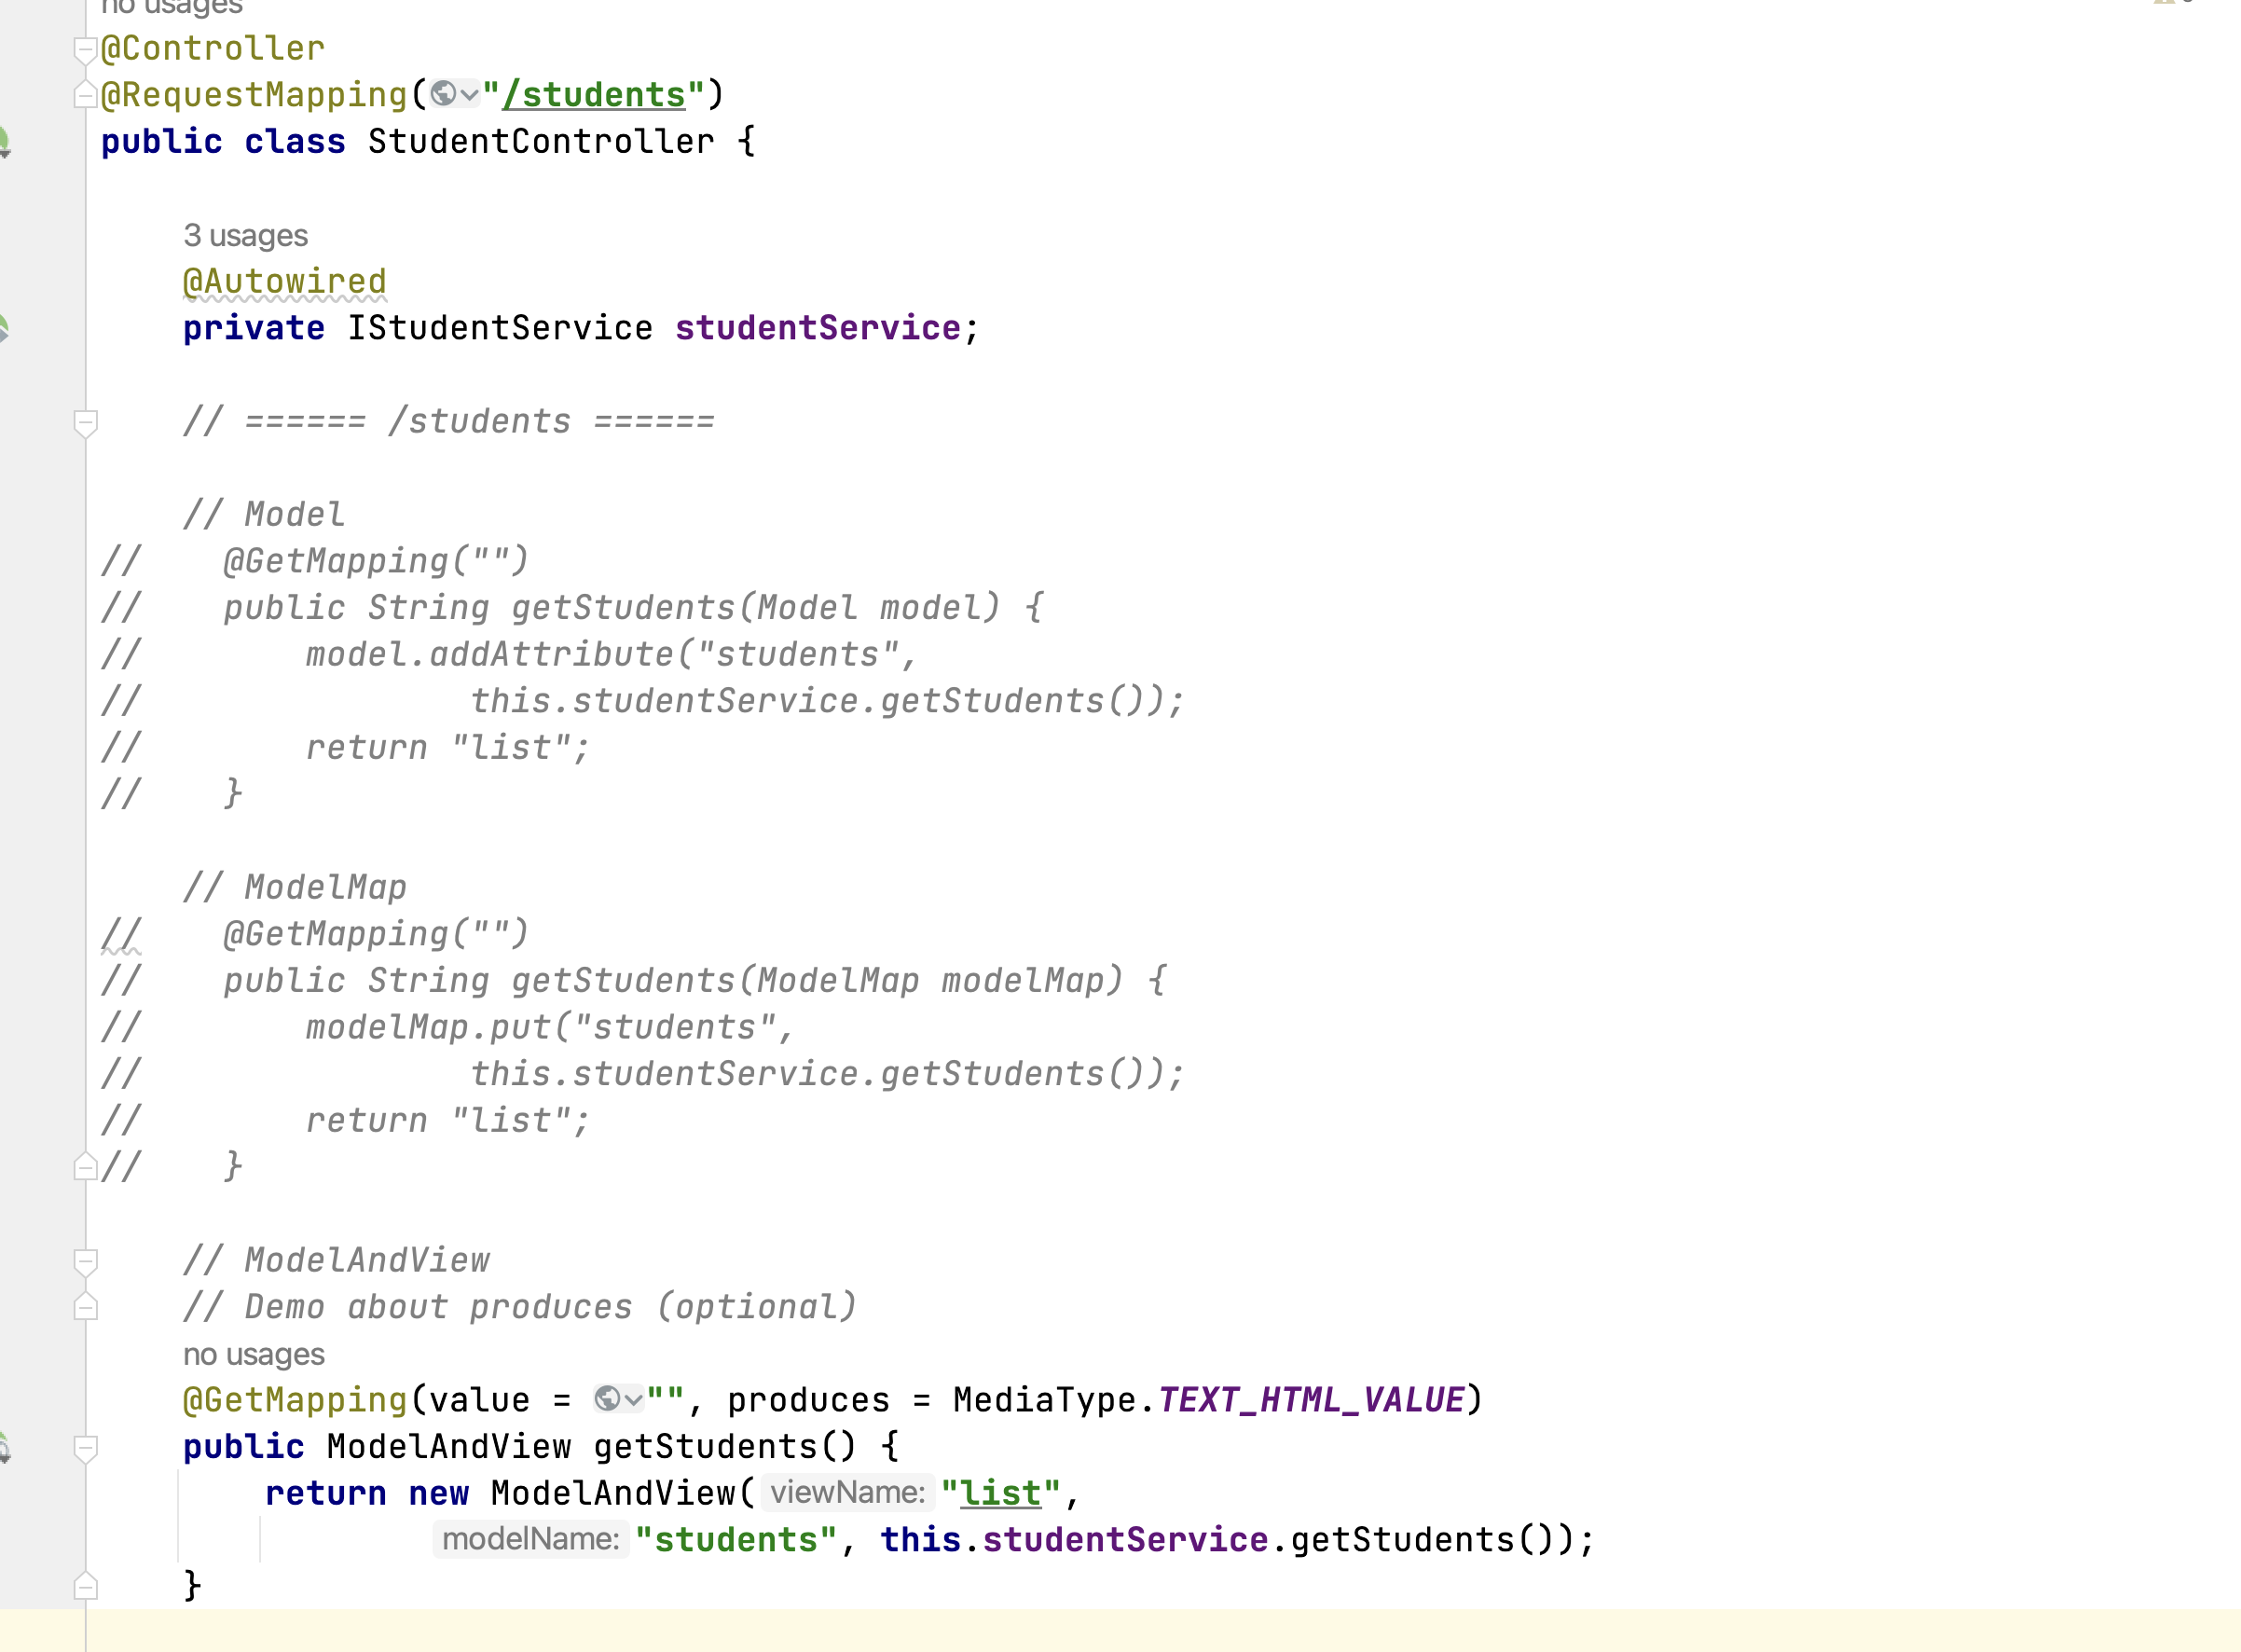 no usages
@Controller
@RequestMapping("/students")
public class StudentController {
3 usages
@Autowired
private IStudentService studentService;
// ====== /students ======
// Model
//    @GetMapping("")
//    public String getStudents(Model model) {
//        model.addAttribute("students",
//                this.studentService.getStudents());
//        return "list";
//    }
// ModelMap
//    @GetMapping("")
//    public String getStudents(ModelMap modelMap) {
//        modelMap.put("students",
//                this.studentService.getStudents());
//        return "list";
//    }
// ModelAndView
// Demo about produces (optional)
no usages
@GetMapping(value = "", produces = MediaType.TEXT_HTML_VALUE)
public ModelAndView getStudents() {
return new ModelAndView( viewName: "list",
modelName: "students", this.studentService.getStudents());
}